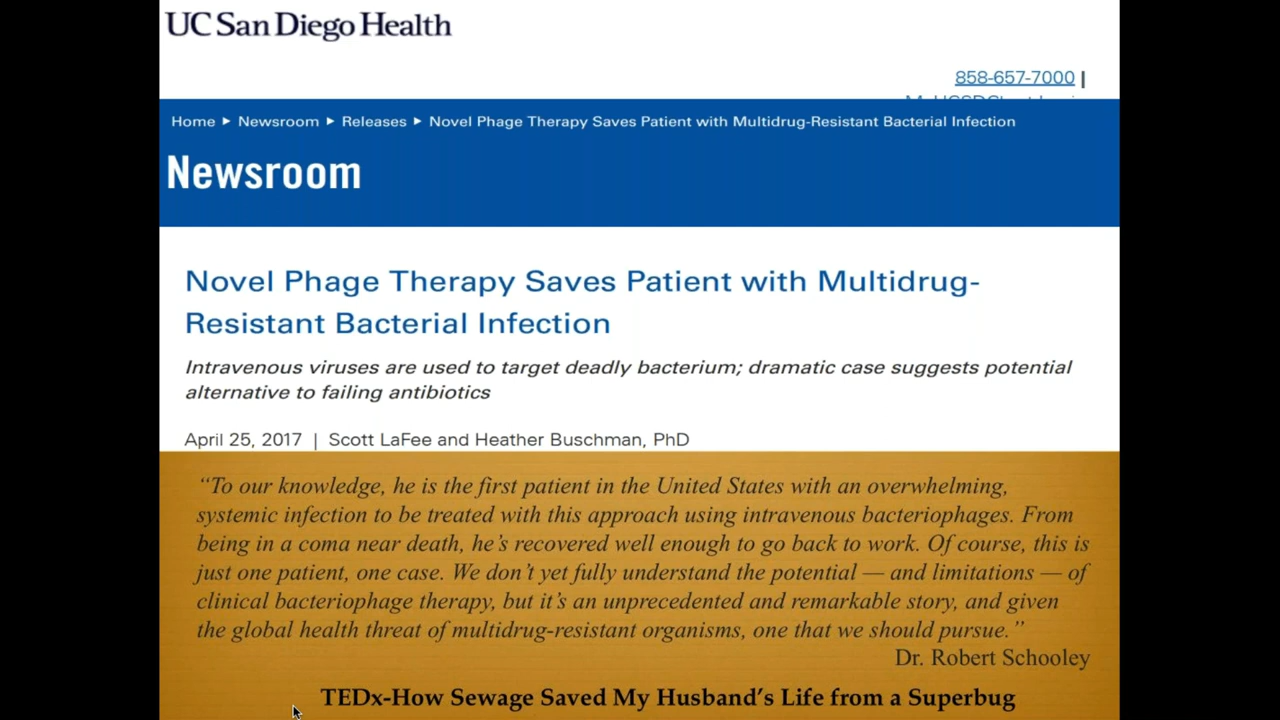 UC San Diego Health
858-657-7000 |
Home ▸ Newsroom ▸ Releases ▸ Novel Phage Therapy Saves Patient with Multidrug-Resistant Bacterial Infection
Newsroom
Novel Phage Therapy Saves Patient with Multidrug-
Resistant Bacterial Infection
Intravenous viruses are used to target deadly bacterium; dramatic case suggests potential
alternative to failing antibiotics
April 25, 2017 | Scott LaFee and Heather Buschman, PhD
“To our knowledge, he is the first patient in the United States with an overwhelming,
systemic infection to be treated with this approach using intravenous bacteriophages. From
being in a coma near death, he’s recovered well enough to go back to work. Of course, this is
just one patient, one case. We don’t yet fully understand the potential — and limitations — of
clinical bacteriophage therapy, but it’s an unprecedented and remarkable story, and given
the global health threat of multidrug-resistant organisms, one that we should pursue.”
Dr. Robert Schooley
TEDx-How Sewage Saved My Husband’s Life from a Superbug